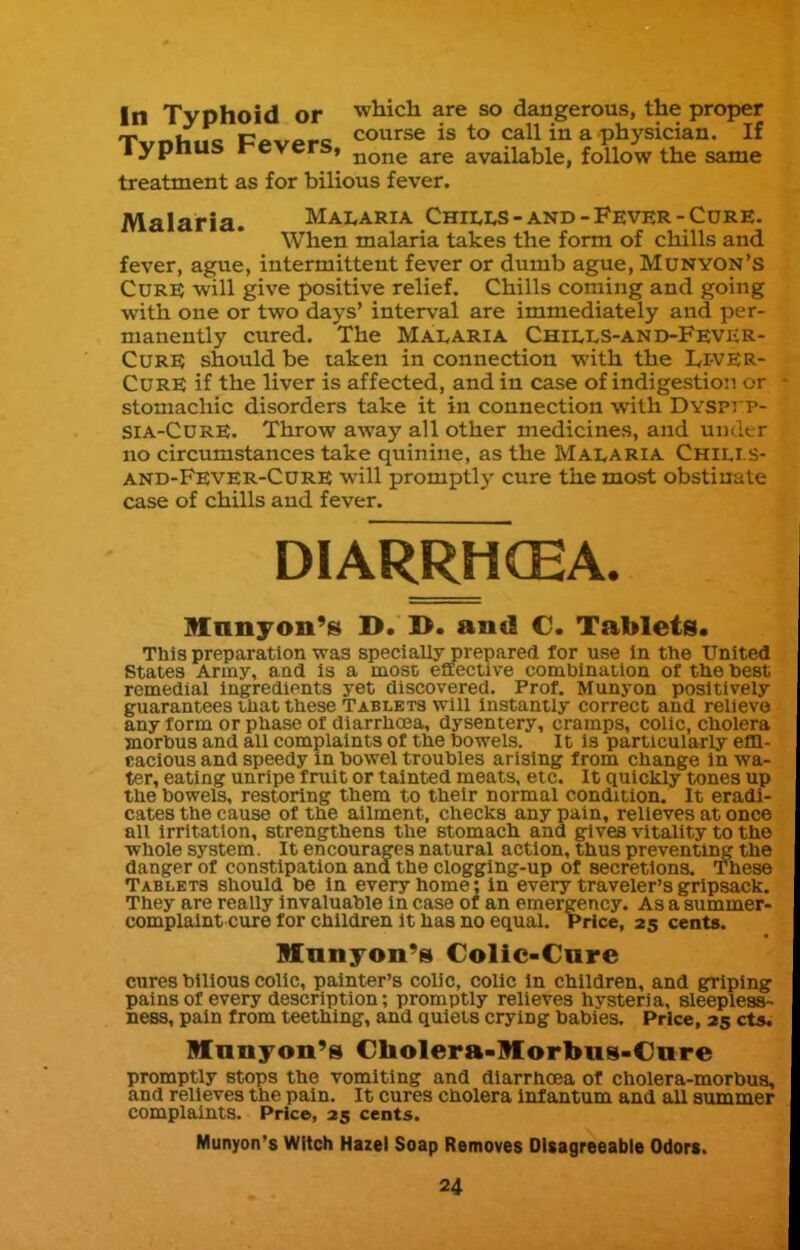 In Typhoid or which are so dangerous, the proper
Typhus Fevers, course is to call in a physician. If
none are available, follow the same
treatment as for bilious fever.
Malaria. MALARIA CHILLS-AND-FEVER-CURE.
When malaria takes the form of chills and
fever, ague, intermittent fever or dumb ague, MUNYON'S
CURE will give positive relief. Chills coming and going
with one or two days' interval are immediately and per-
manently cured. The MALARIA CHILLS-AND-FEVER-
CURE should be taken in connection with the LIVER-
CURE if the liver is affected, and in case of indigestion or
stomachic disorders take it in connection with DYSPEP-
SIA-CURE. Throw away all other medicines, and under
no circumstances take quinine, as the MALARIA CHILLS-
AND-FEVER-CURE will promptly cure the most obstinate
case of chills and fever.
DIARRHŒA.
Munyon's D. D. and C. Tablets.
This preparation was specially prepared for use in the United
States Army, and is a most effective combination of the best
remedial ingredients yet discovered. Prof. Munyon positively
guarantees that these TABLETS will instantly correct and relieve
any form or phase of diarrhœa, dysentery, cramps, colic, cholera
morbus and all complaints of the bowels. It is particularly effi-
cacious and speedy in bowel troubles arising from change in wa-
ter, eating unripe fruit or tainted meats, etc. It quickly tones up
the bowels, restoring them to their normal condition. It eradi-
cates the cause of the ailment, checks any pain, relieves at once
all irritation, strengthens the stomach and gives vitality to the
whole system. It encourages natural action, thus preventing the
danger of constipation and the clogging-up of secretions. These
TABLETS should be in every home; in every traveler's gripsack.
They are really invaluable in case of an emergency. As a summer-
complaint cure for children it has no equal. Price, 25 cents.
Munyon's Colic-Cure
cures bilious colic, painter's colic, colic in children, and griping
pains of every description; promptly relieves hysteria, sleepless-
ness, pain from teething, and quiets crying babies. Price, 25 cts.
Munyon's Cholera-Morbus-Cure
promptly stops the vomiting and diarrhœa of cholera-morbus,
and relieves the pain. It cures cholera infantum and all summer
complaints. Price, 25 cents.
Munyon's Witch Hazel Soap Removes Disagreeable Odors.
24